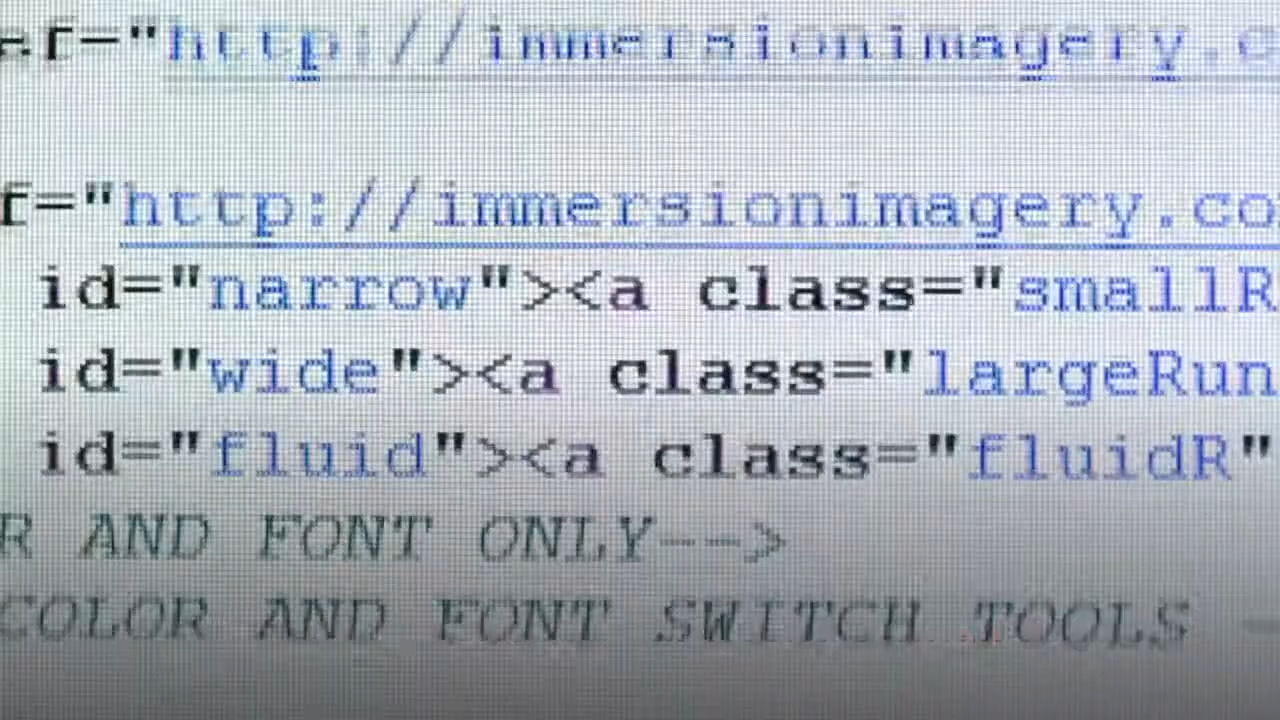 ef="http://immersionimagery.c
f="http://immersionimagery.co
id="narrow"><a class="smallR
id="wide"><a class="largeRun
id="fluid"><a class="fluidR"
R AND FONT ONLY-->
COLOR AND FONT SWITCH TOOLS -